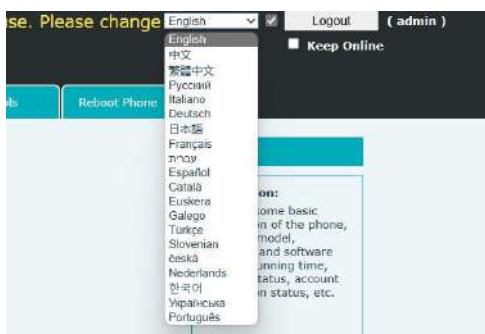 use. Please change English Logout ( admin )
Keep Online
English
中文
繁體中文
Русский
Italiano
Deutsch
日本語
Français
עברית
Español
Català
Euskera
Galego
Türkçe
Slovenian
česká
Nederlands
한국어
Українська
Português
ls Reboot Phone
on:
some basic
n of the phone,
model,
and software
unning time,
tatus, account
n status, etc.